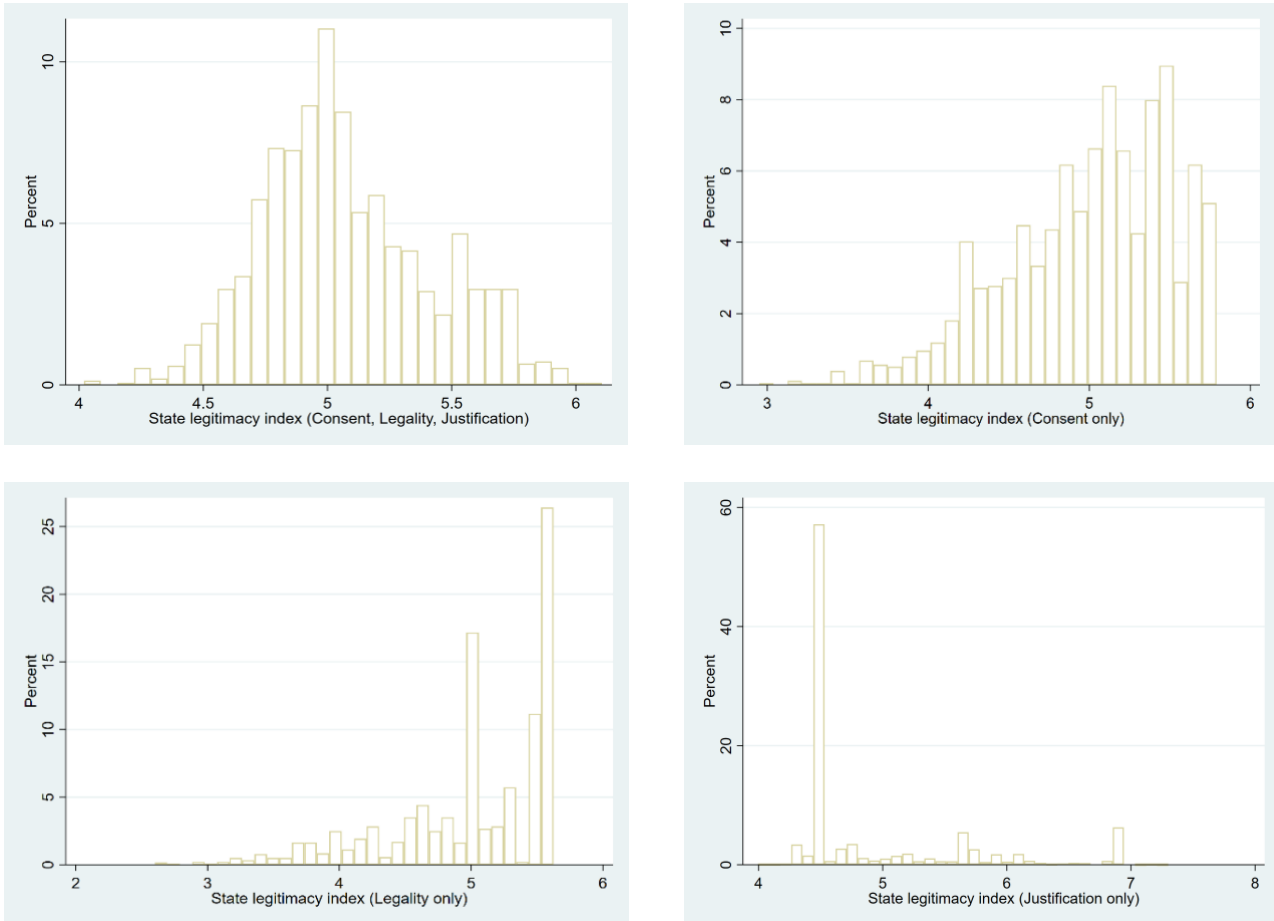 10
5
0
Percent
4 4.5 5 5.5 6
State legitimacy index (Consent, Legality, Justification)
10
8
6
4
2
0
Percent
3 4 5 6
State legitimacy index (Consent only)
25
20
15
10
5
0
Percent
2 3 4 5 6
State legitimacy index (Legality only)
60
40
20
0
Percent
4 5 6 7 8
State legitimacy index (Justification only)